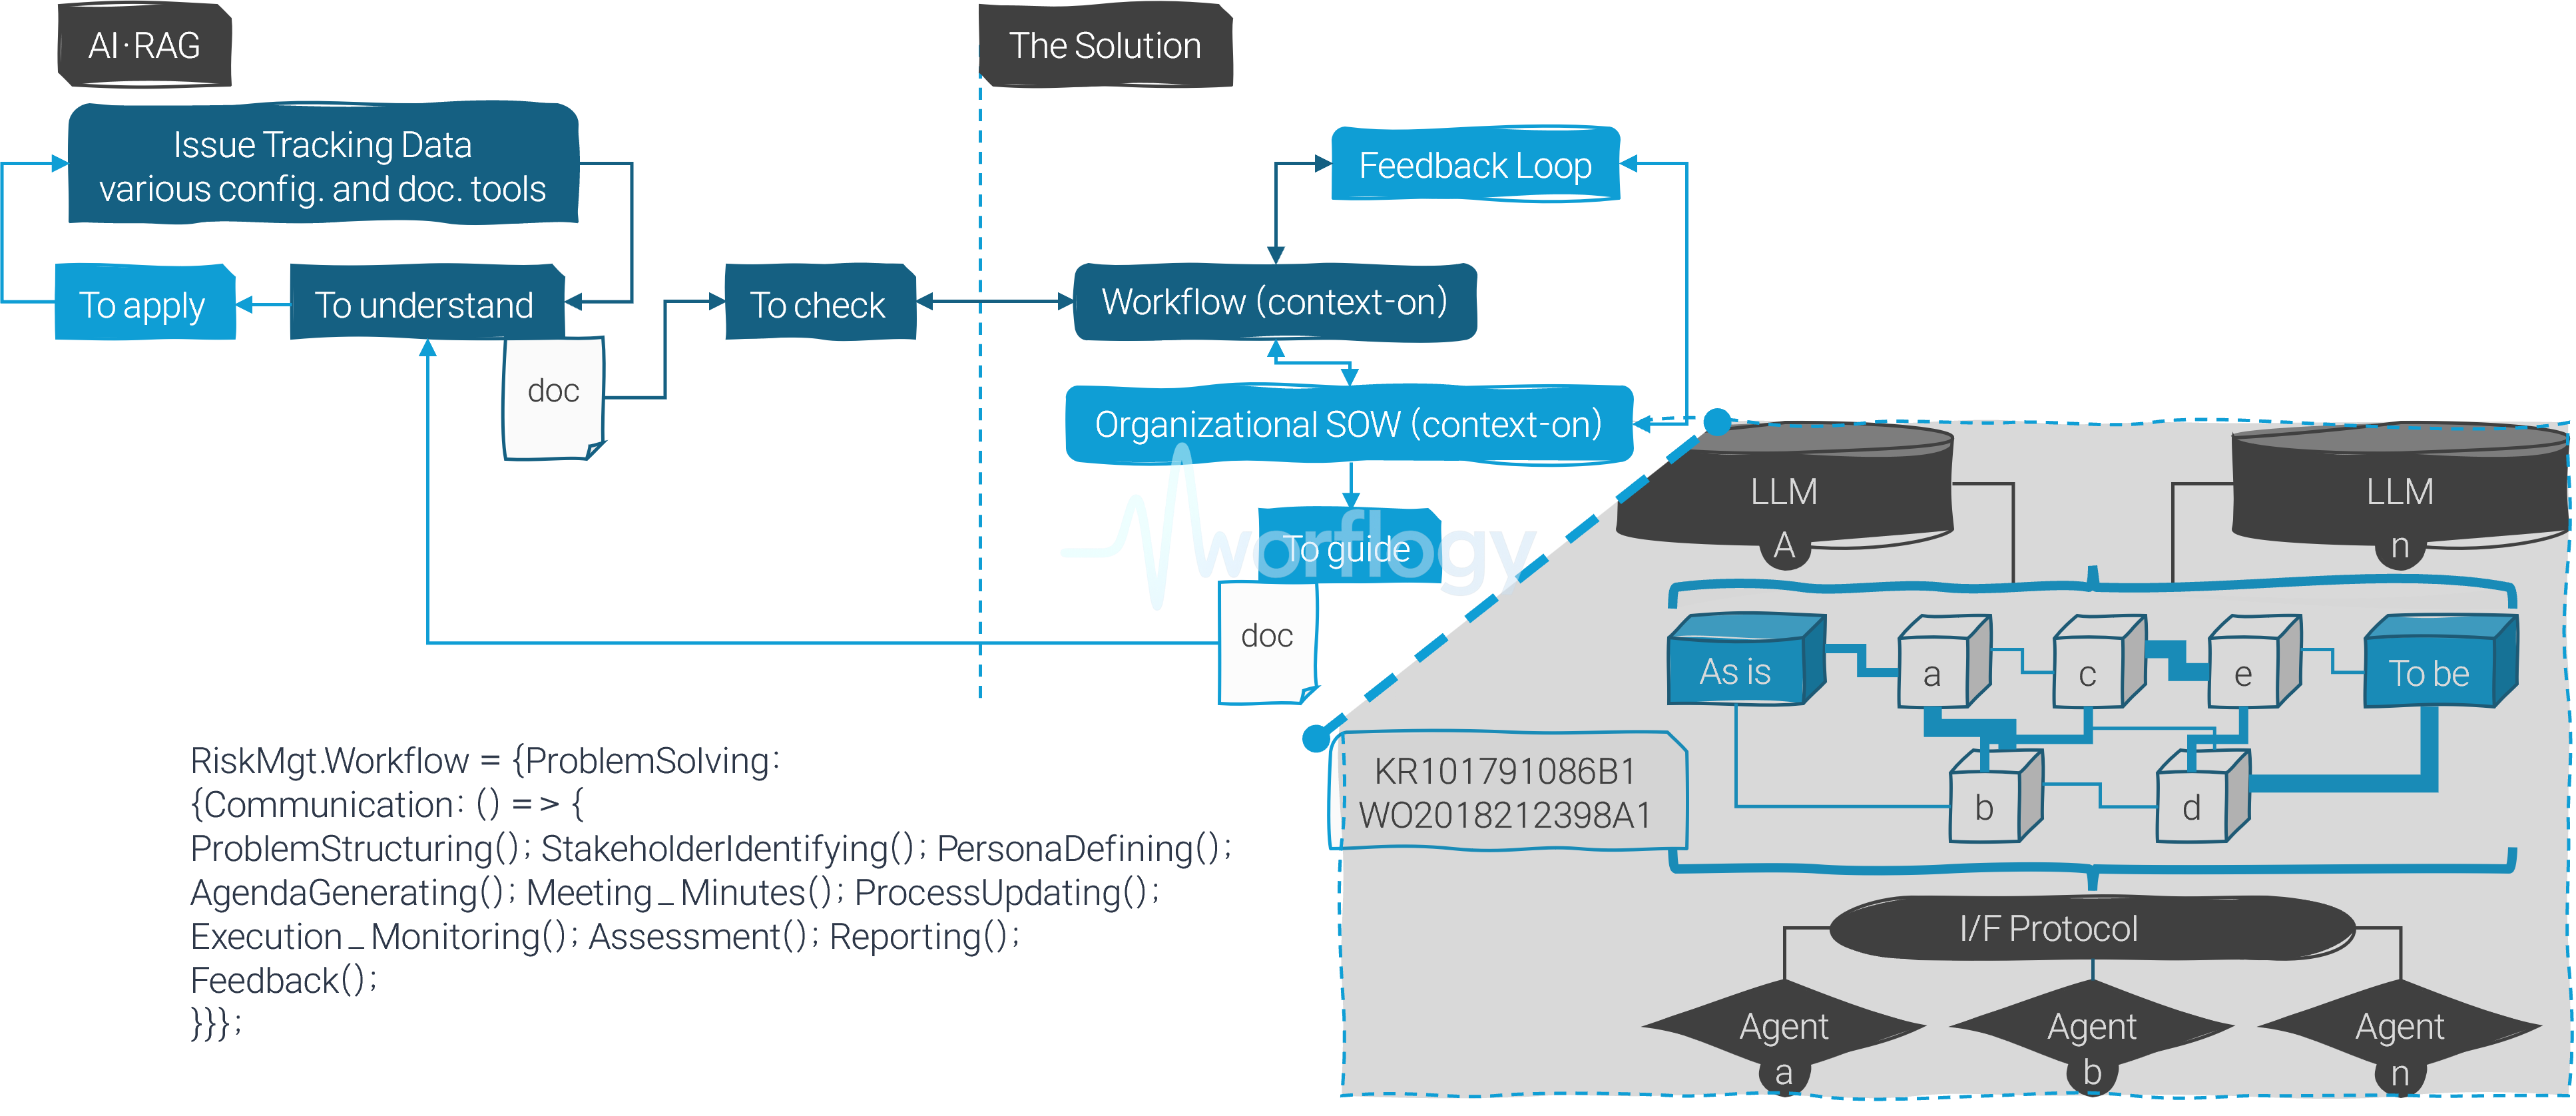 AI·RAG
The Solution
Issue Tracking Data
various config. and doc. tools
Feedback Loop
To apply
To understand
To check
Workflow (context-on)
doc
Organizational SOW (context-on)
To guide
worflogy
doc
LLM
A
LLM
n
As is
a
c
e
To be
b
d
KR101791086B1
WO2018212398A1
I/F Protocol
Agent
a
Agent
b
Agent
n
RiskMgt.Workflow = {ProblemSolving:
{Communication: () => {
ProblemStructuring(); StakeholderIdentifying(); PersonaDefining();
AgendaGenerating(); Meeting_Minutes(); ProcessUpdating();
Execution_Monitoring(); Assessment(); Reporting();
Feedback();
}}};